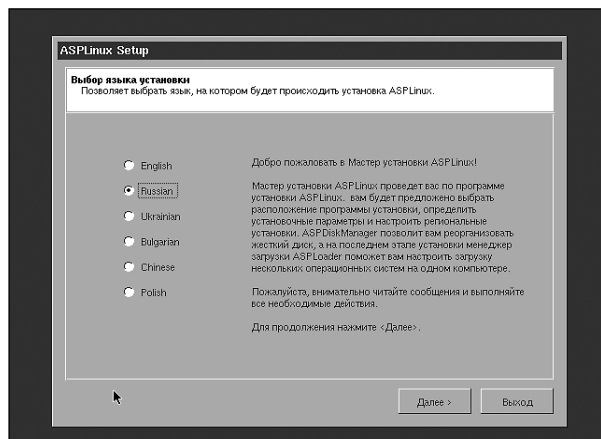 ASPLinux Setup
Выбор языка установки
Позволяет выбрать язык, на котором будет происходить установка ASPLinux.
English
Russian
Ukrainian
Bulgarian
Chinese
Polish
Добро пожаловать в Мастер установки ASPLinux!
Мастер установки ASPLinux проведет вас по программе
установки ASPLinux. вам будет предложено выбрать
расположение программы установки, определить
установочные параметры и настроить региональные
установки. ASPDiskManager позволит вам реорганизовать
жесткий диск, а на последнем этапе установки менеджер
загрузки ASPLoader поможет вам настроить загрузку
нескольких операционных систем на одном компьютере.
Пожалуйста, внимательно читайте сообщения и выполняйте
все необходимые действия.
Для продолжения нажмите <Далее>.
Далее >
Выход